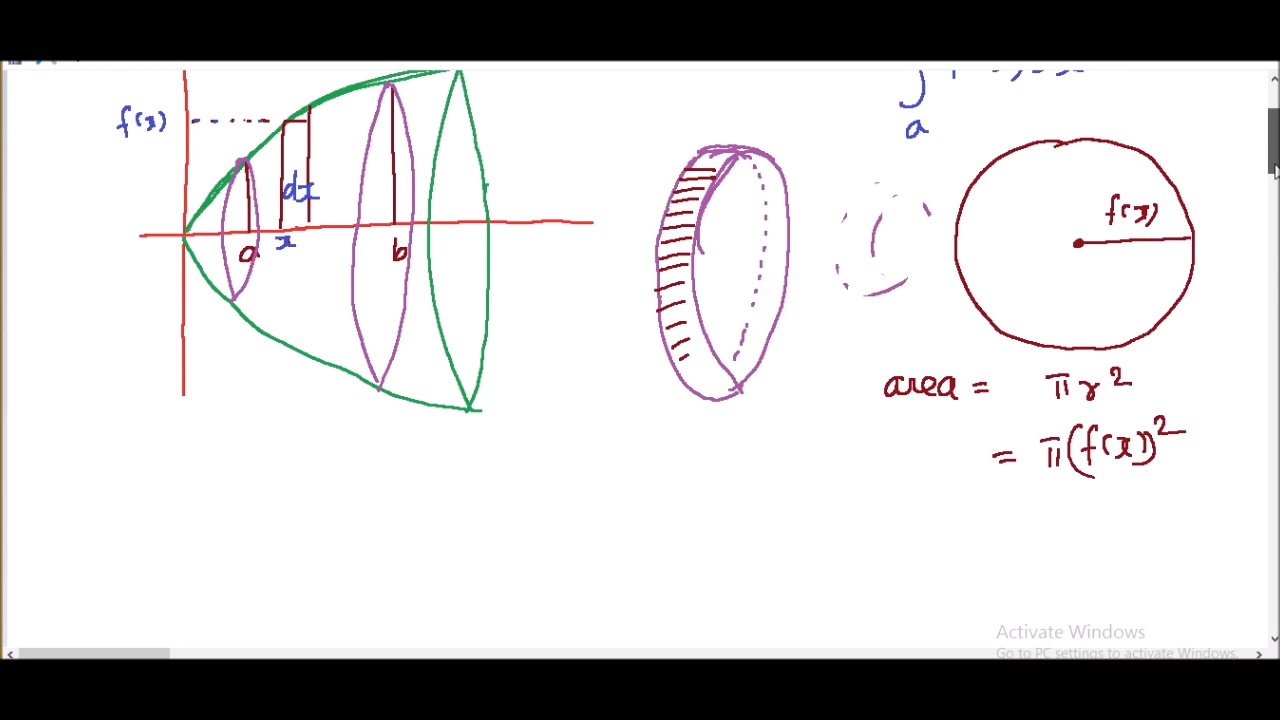 f(x)
a
dx
a
x
b
f(x)
area = πr²
= π(f(x))²
Activate Windows
Go to PC settings to activate Windows.